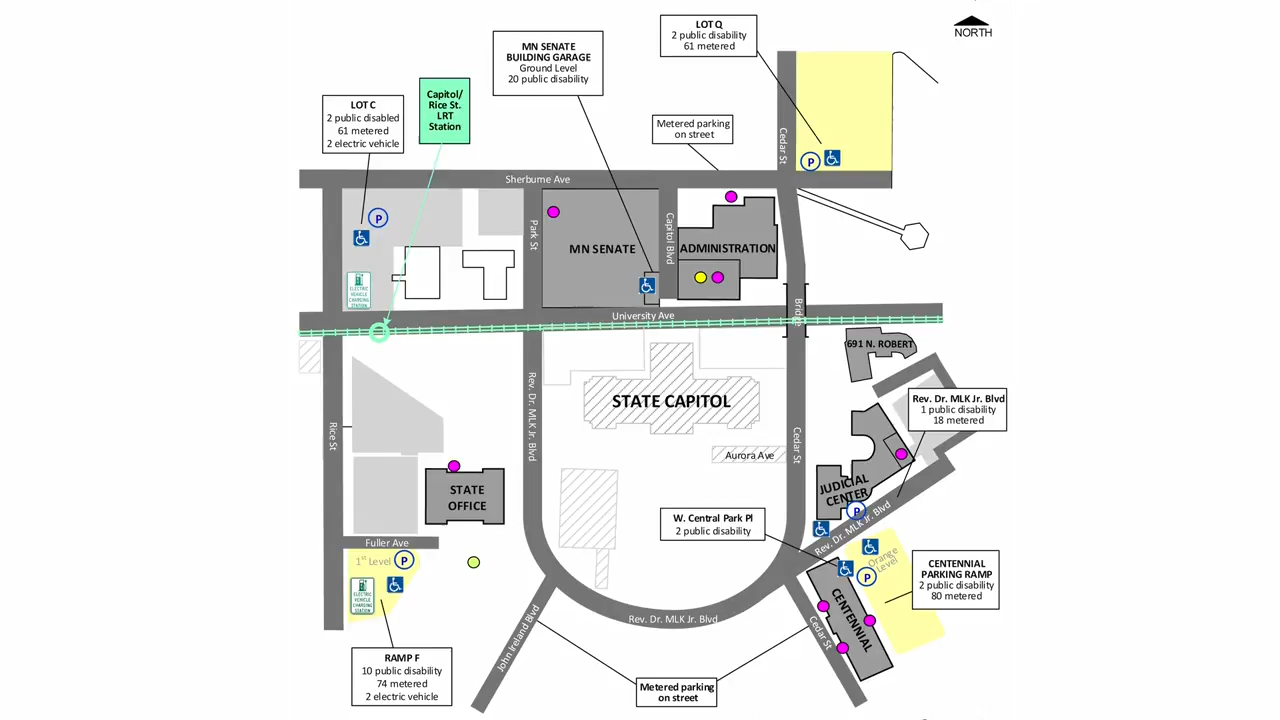 LOT Q
2 public disability
61 metered
NORTH
MN SENATE
BUILDING GARAGE
Ground Level
20 public disability
Capitol/
Rice St.
LRT
Station
LOT C
2 public disabled
61 metered
2 electric vehicle
Metered parking
on street
Cedar St
P
Sherburne Ave
P
Park St
MN SENATE
Capitol Blvd
ADMINISTRATION
ELECTRIC
VEHICLE
CHARGING
STATION
University Ave
Bridge
691 N. ROBERT
Rev. Dr. MLK Jr. Blvd
STATE CAPITOL
Rev. Dr. MLK Jr. Blvd
1 public disability
18 metered
Rice St
Cedar St
Aurora Ave
STATE
OFFICE
JUDICIAL
CENTER
P
Rev. Dr. MLK Jr. Blvd
W. Central Park Pl
2 public disability
Fuller Ave
1st Level
P
ELECTRIC
VEHICLE
CHARGING
STATION
Orange
Level
P
CENTENNIAL
PARKING RAMP
2 public disability
80 metered
CENTENNIAL
Cedar St
Rev. Dr. MLK Jr. Blvd
John Ireland Blvd
RAMP F
10 public disability
74 metered
2 electric vehicle
Metered parking
on street